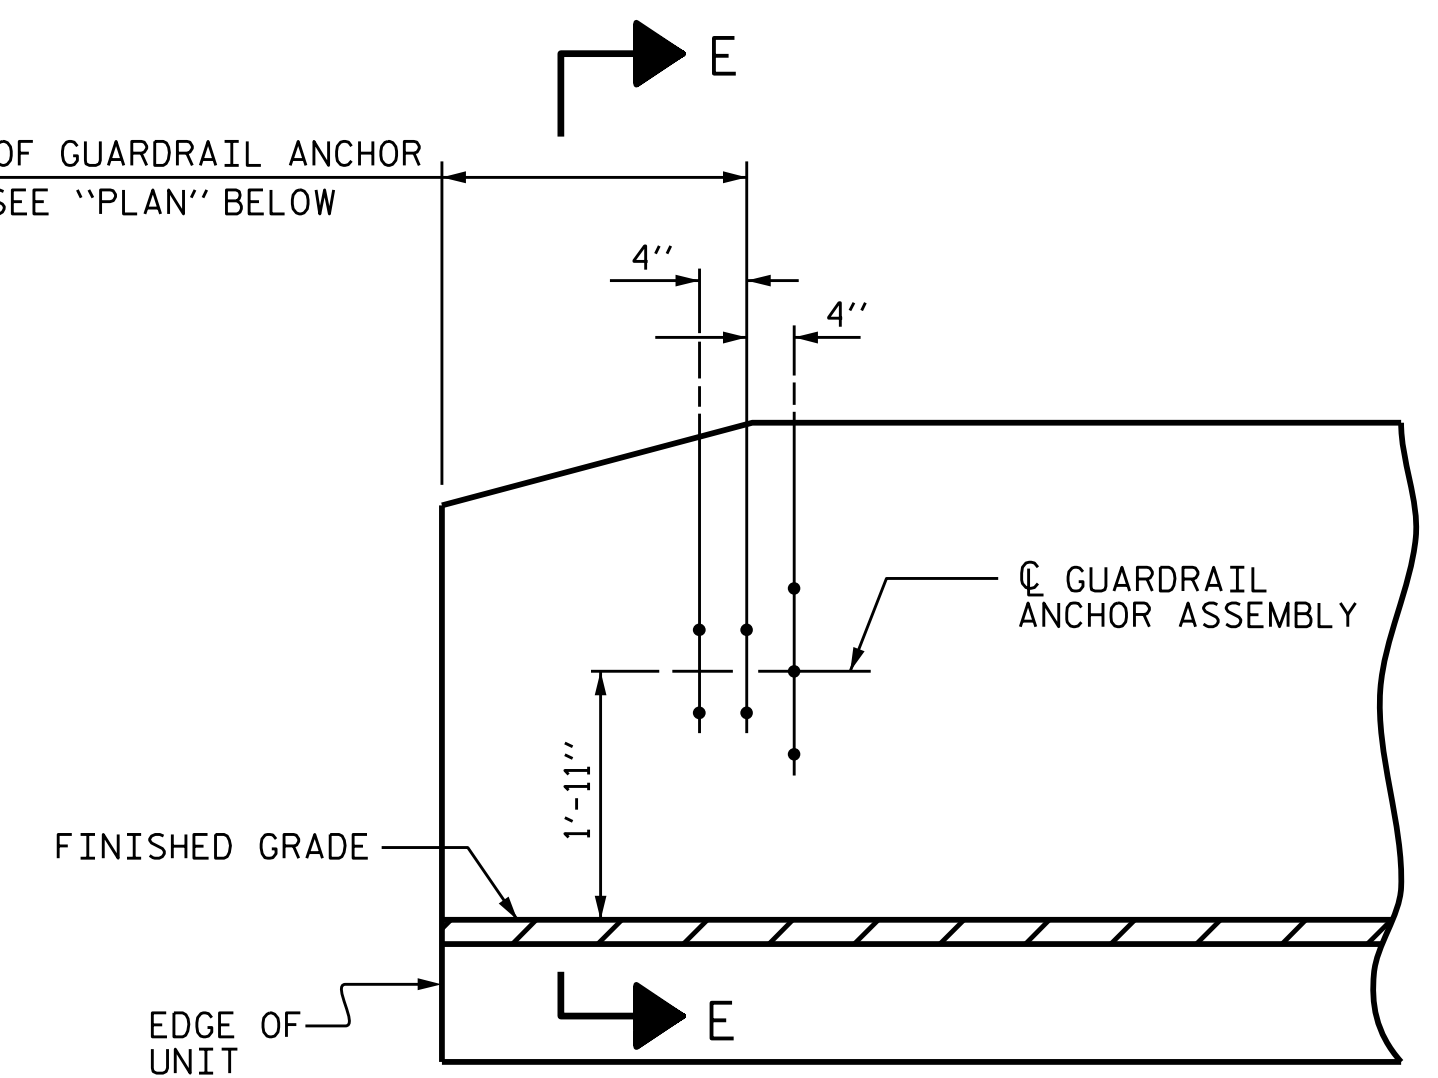 E
OF GUARDRAIL ANCHOR
SEE "PLAN" BELOW
4"
4"
℄ GUARDRAIL
ANCHOR ASSEMBLY
1'-11"
FINISHED GRADE
EDGE OF
UNIT
E